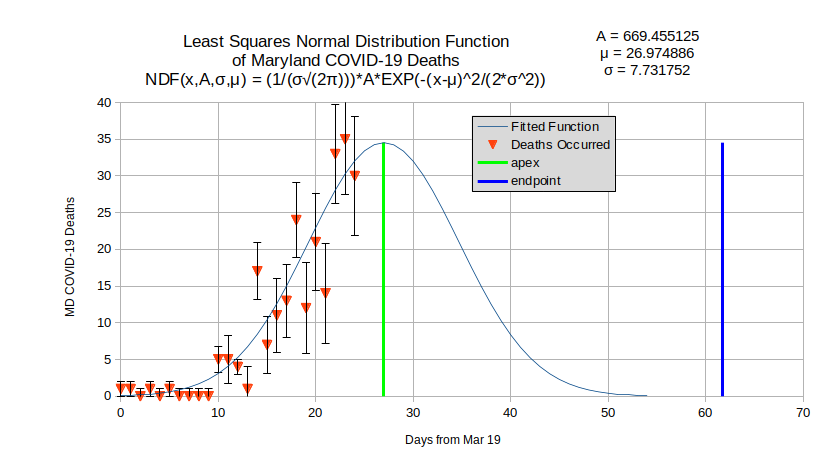 Least Squares Normal Distribution Function
of Maryland COVID-19 Deaths
NDF(x,A,σ,μ) = (1/(σ√(2π)))*A*EXP(-(x-μ)^2/(2*σ^2))
A = 669.455125
μ = 26.974886
σ = 7.731752
40
35
30
25
20
15
10
5
0
MD COVID-19 Deaths
Fitted Function
Deaths Occurred
apex
endpoint
0 10 20 30 40 50 60 70
Days from Mar 19